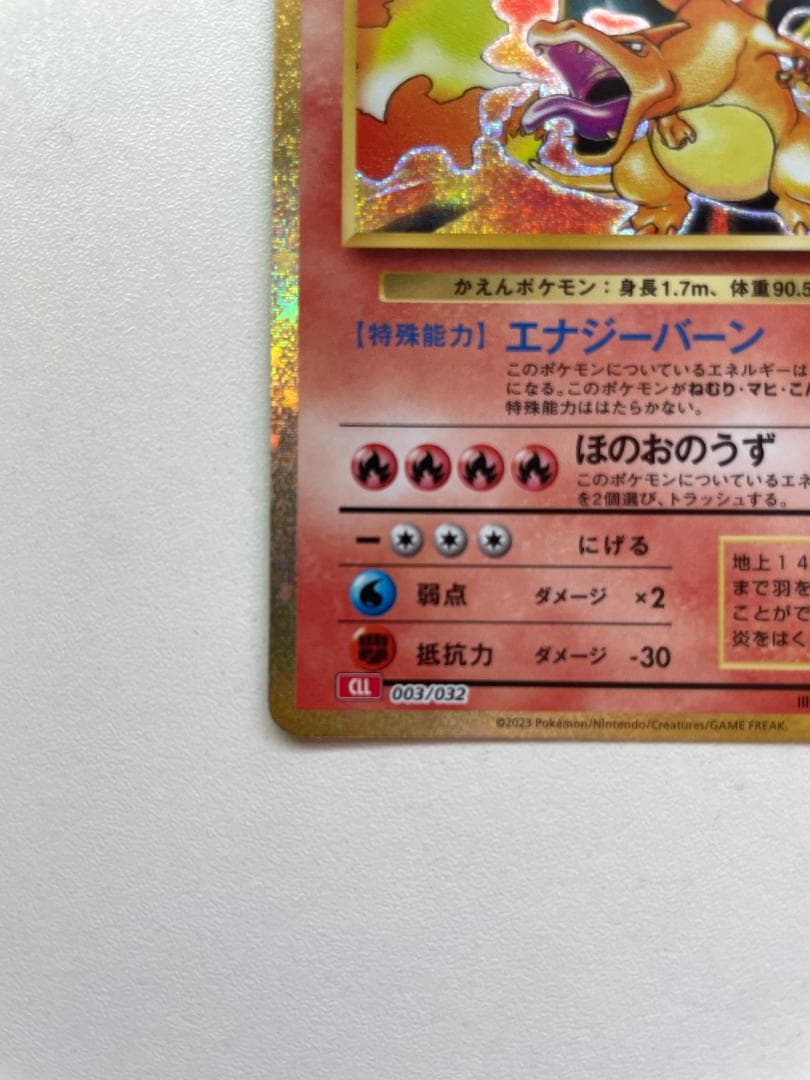 かえんポケモン：身長1.7m、体重90.5
【特殊能力】 エナジーバーン
このポケモンについているエネルギーは
になる。このポケモンがねむり・マヒ・こん
特殊能力ははたらかない。
ほのおのうず
このポケモンについているエネ
を2個選び、トラッシュする。
ー にげる
弱点 ダメージ ×2
抵抗力 ダメージ -30
地上１４
まで羽を
ことがで
炎をはく
CLL 003/032
©2023 Pokémon/Nintendo/Creatures/GAME FREAK.